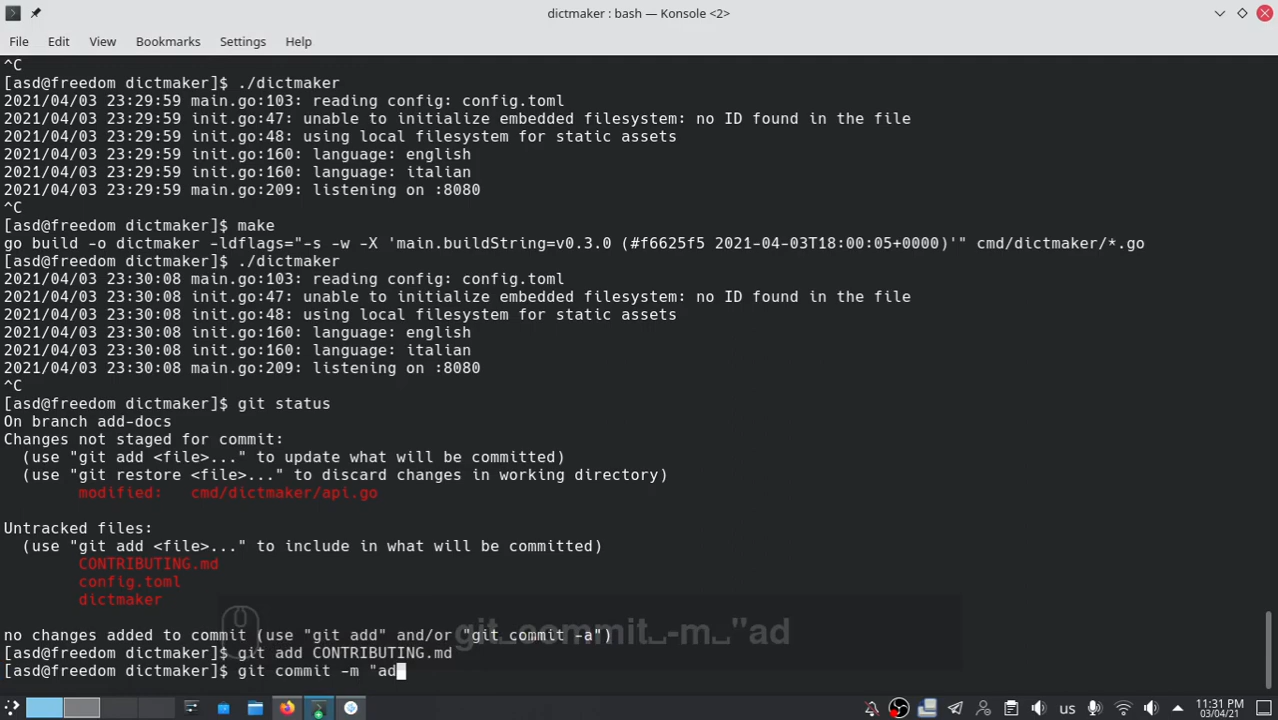 dictmaker : bash — Konsole <2>
File Edit View Bookmarks Settings Help
^C
[asd@freedom dictmaker]$ ./dictmaker
2021/04/03 23:29:59 main.go:103: reading config: config.toml
2021/04/03 23:29:59 init.go:47: unable to initialize embedded filesystem: no ID found in the file
2021/04/03 23:29:59 init.go:48: using local filesystem for static assets
2021/04/03 23:29:59 init.go:160: language: english
2021/04/03 23:29:59 init.go:160: language: italian
2021/04/03 23:29:59 main.go:209: listening on :8080
^C
[asd@freedom dictmaker]$ make
go build -o dictmaker -ldflags="-s -w -X 'main.buildString=v0.3.0 (#f6625f5 2021-04-03T18:00:05+0000)'" cmd/dictmaker/*.go
[asd@freedom dictmaker]$ ./dictmaker
2021/04/03 23:30:08 main.go:103: reading config: config.toml
2021/04/03 23:30:08 init.go:47: unable to initialize embedded filesystem: no ID found in the file
2021/04/03 23:30:08 init.go:48: using local filesystem for static assets
2021/04/03 23:30:08 init.go:160: language: english
2021/04/03 23:30:08 init.go:160: language: italian
2021/04/03 23:30:08 main.go:209: listening on :8080
^C
[asd@freedom dictmaker]$ git status
On branch add-docs
Changes not staged for commit:
  (use "git add <file>..." to update what will be committed)
  (use "git restore <file>..." to discard changes in working directory)
        modified:   cmd/dictmaker/api.go
Untracked files:
  (use "git add <file>..." to include in what will be committed)
        CONTRIBUTING.md
        config.toml
        dictmaker
no changes added to commit (use "git add" and/or "git commit -a")
git␣commit␣-m␣"ad
[asd@freedom dictmaker]$ git add CONTRIBUTING.md
[asd@freedom dictmaker]$ git commit -m "ad
us
11:31 PM
03/04/21